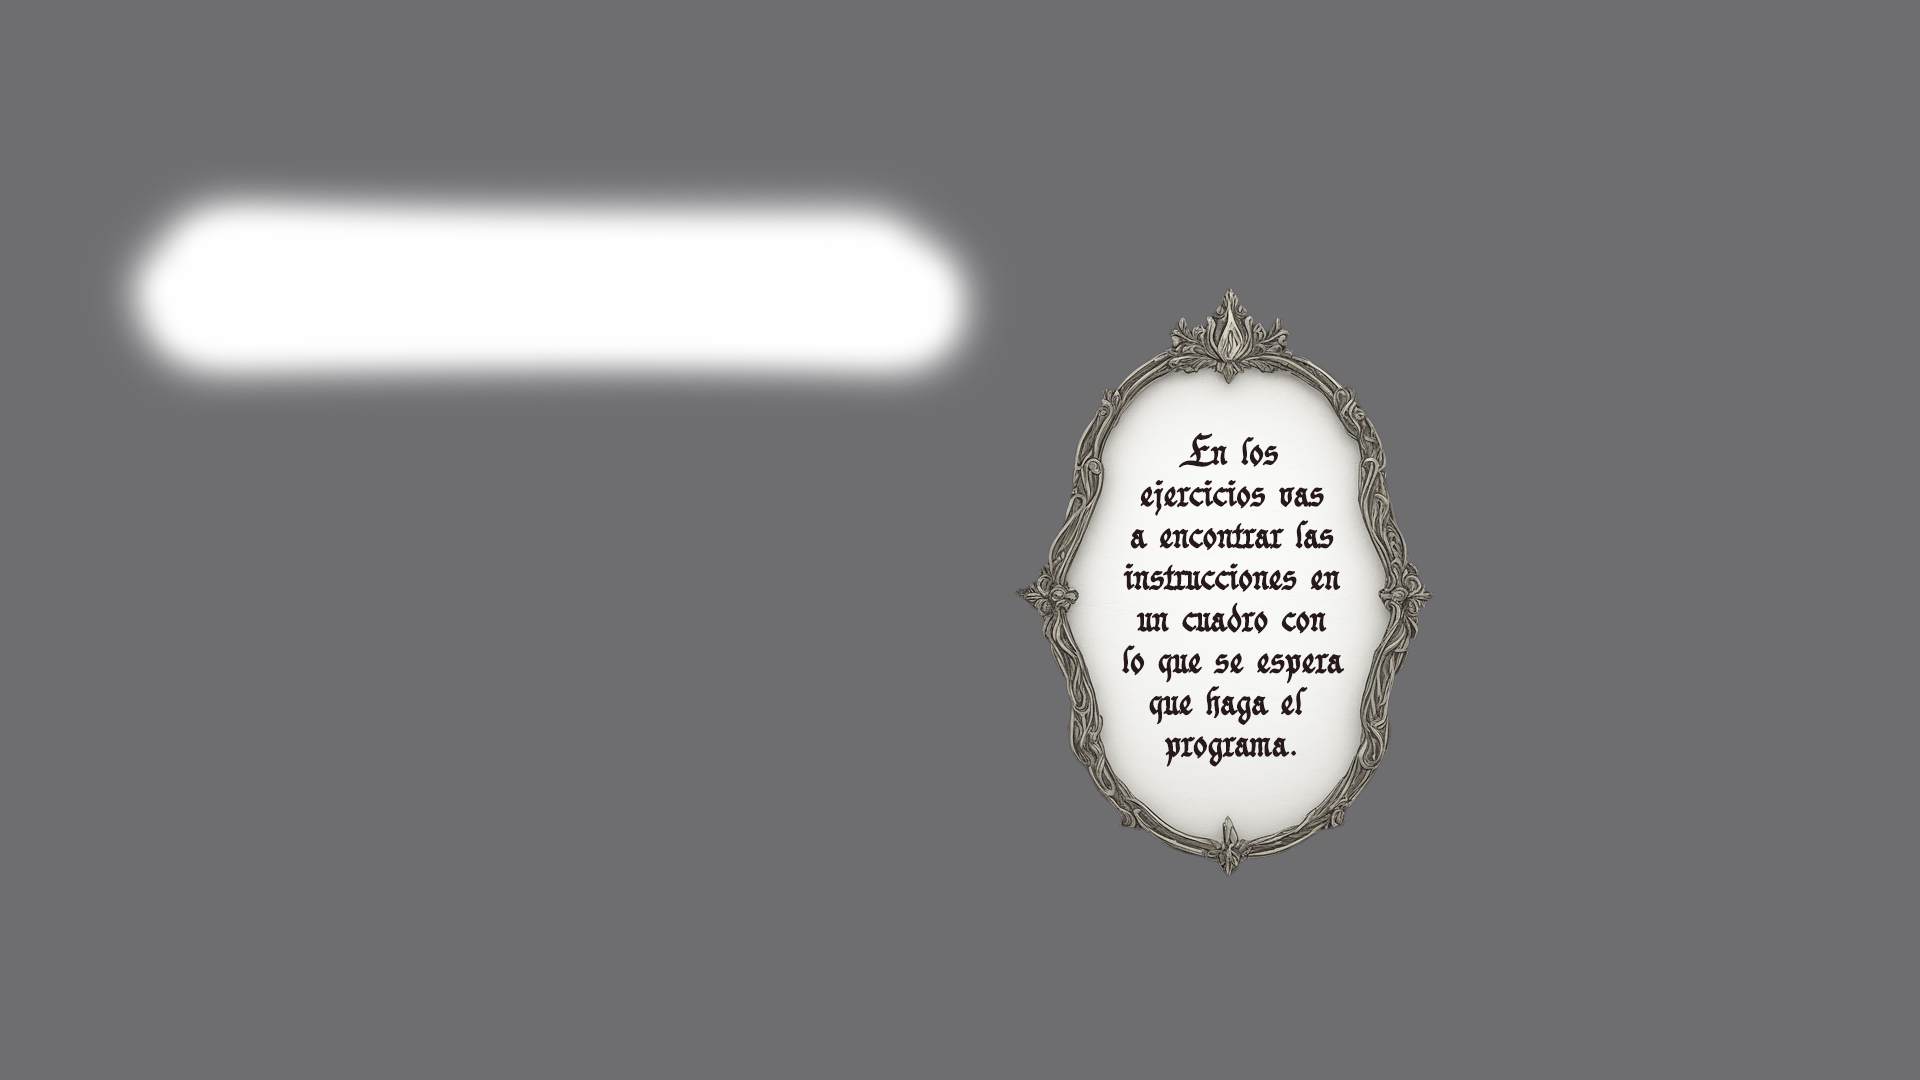 En los
ejercicios vas
a encontrar las
instrucciones en
un cuadro con
lo que se espera
que haga el
programa.